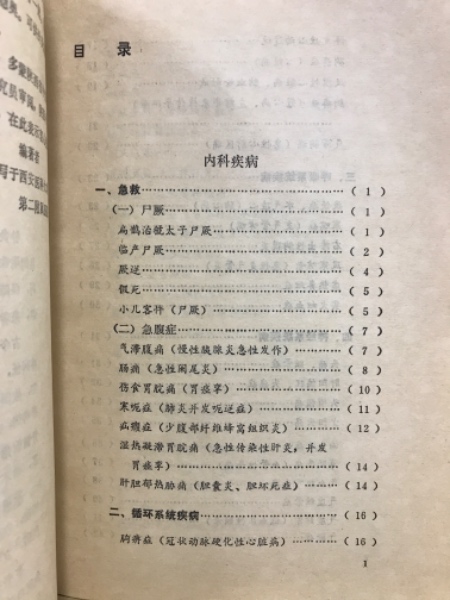 目 录
内科疾病
一、急救……………………………………( 1 )
(一)尸厥…………………………………( 1 )
扁鹊治虢太子尸厥…………………………( 1 )
临产尸厥……………………………………( 2 )
厥逆…………………………………………( 4 )
假死…………………………………………( 5 )
小儿客忤(尸厥)…………………………( 5 )
(二)急腹症………………………………( 7 )
气滞腹痛(慢性胰腺炎急性发作)………( 7 )
肠痈(急性阑尾炎)………………………( 8 )
伤食胃脘痛(胃痉挛)……………………( 10 )
寒呃症(肺炎并发呃逆症)………………( 11 )
疝瘕症(少腹部纤维蜂窝组织炎)………( 12 )
湿热凝滞胃脘痛(急性传染性肝炎,并发
胃痉挛)……………………………………( 14 )
肝胆郁热胁痛(胆囊炎、胆石症)………( 14 )
二、循环系统疾病…………………………( 16 )
胸痹症(冠状动脉硬化性心脏病)………( 16 )
1
编著者